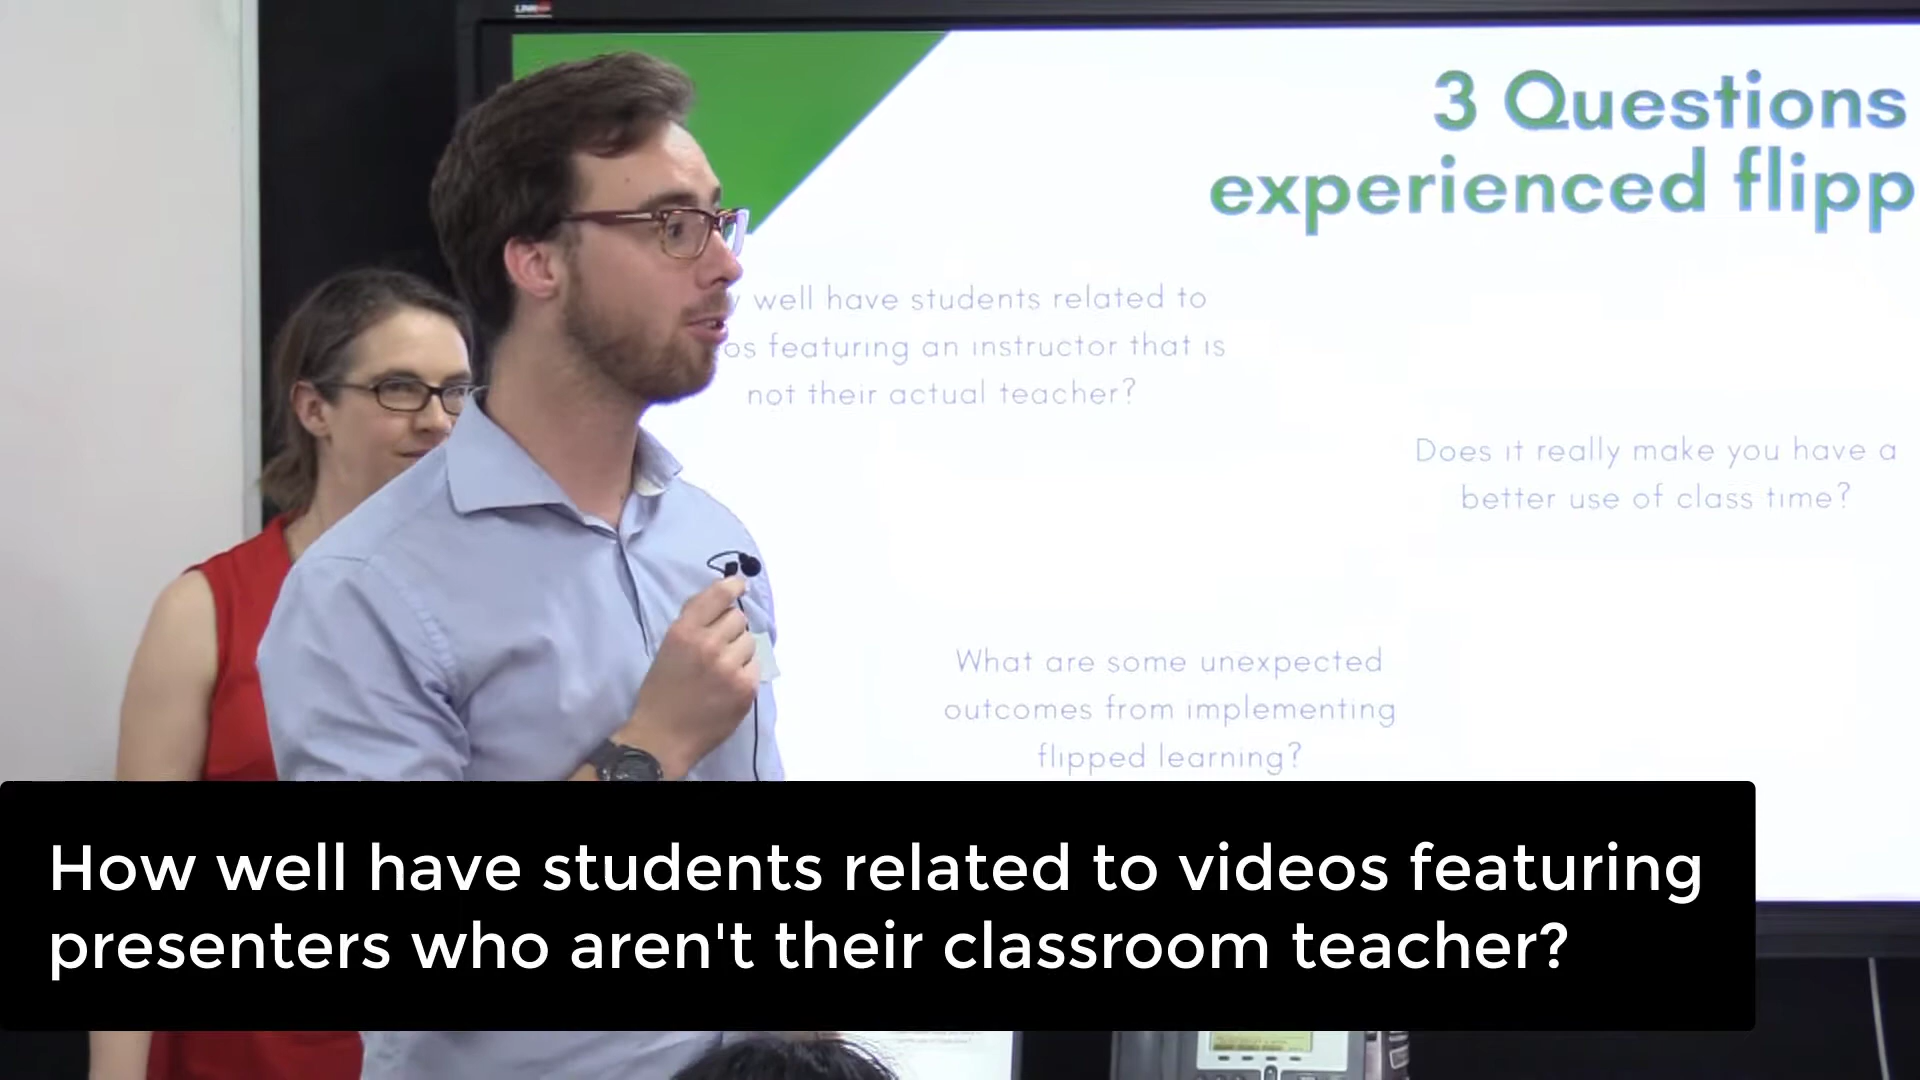 3 Questions
experienced flipp
well have students related to
os featuring an instructor that is
not their actual teacher?
Does it really make you have a
better use of class time?
What are some unexpected
outcomes from implementing
flipped learning?
How well have students related to videos featuring
presenters who aren't their classroom teacher?